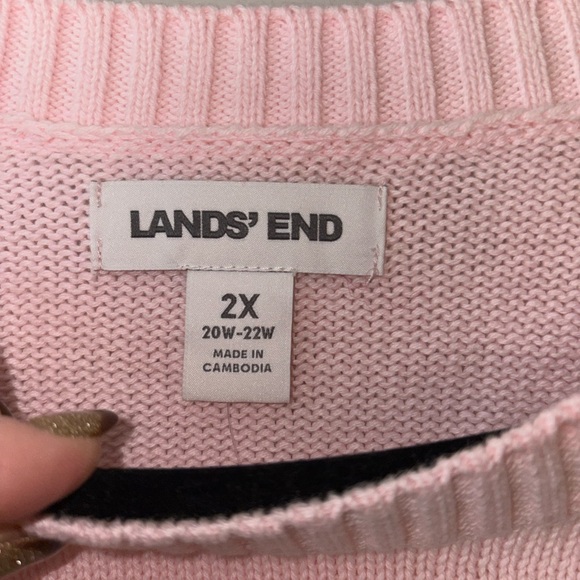 LANDS' END
2X
20W-22W
MADE IN
CAMBODIA